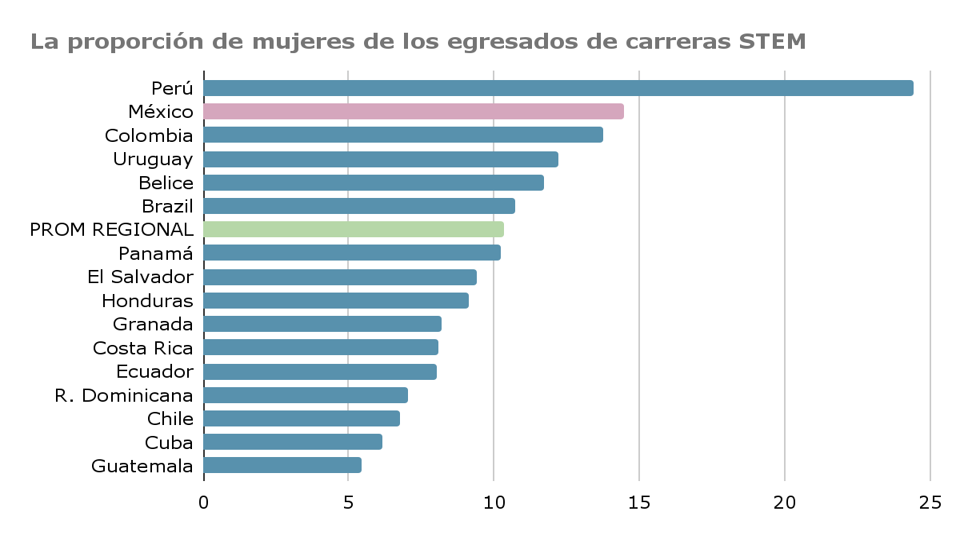 La proporción de mujeres de los egresados de carreras STEM
Perú
México
Colombia
Uruguay
Belice
Brazil
PROM REGIONAL
Panamá
El Salvador
Honduras
Granada
Costa Rica
Ecuador
R. Dominicana
Chile
Cuba
Guatemala
0 5 10 15 20 25